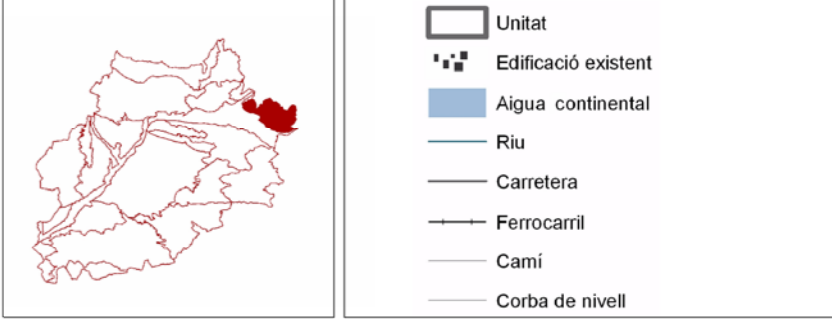 Unitat
Edificació existent
Aigua continental
Riu
Carretera
Ferrocarril
Camí
Corba de nivell